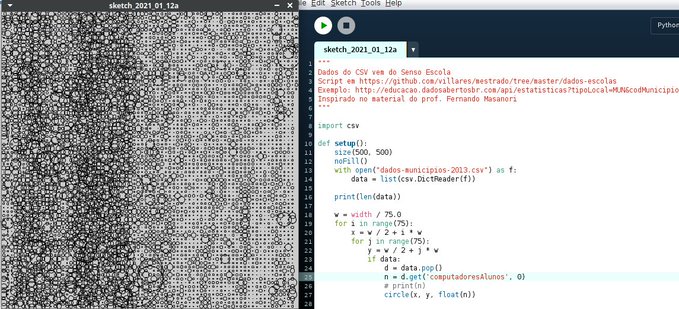 sketch_2021_01_12a
File Edit Sketch Tools Help
Python
sketch_2021_01_12a
1 """
2 Dados do CSV vem do Senso Escola
3 Script em https://github.com/villares/mestrado/tree/master/dados-escolas
4 Exemplo: http://educacao.dadosabertosbr.com/api/estatisticas?tipoLocal=MUN&codMunicipio
5 Inspirado no material do prof. Fernando Masanori
6 """
7
8 import csv
9
10 def setup():
11 size(500, 500)
12 noFill()
13 with open("dados-municipios-2013.csv") as f:
14 data = list(csv.DictReader(f))
15
16 print(len(data))
17
18 w = width / 75.0
19 for i in range(75):
20 x = w / 2 + i * w
21 for j in range(75):
22 y = w / 2 + j * w
23 if data:
24 d = data.pop()
25 n = d.get('computadoresAlunos', 0)
26 # print(n)
27 circle(x, y, float(n))
28